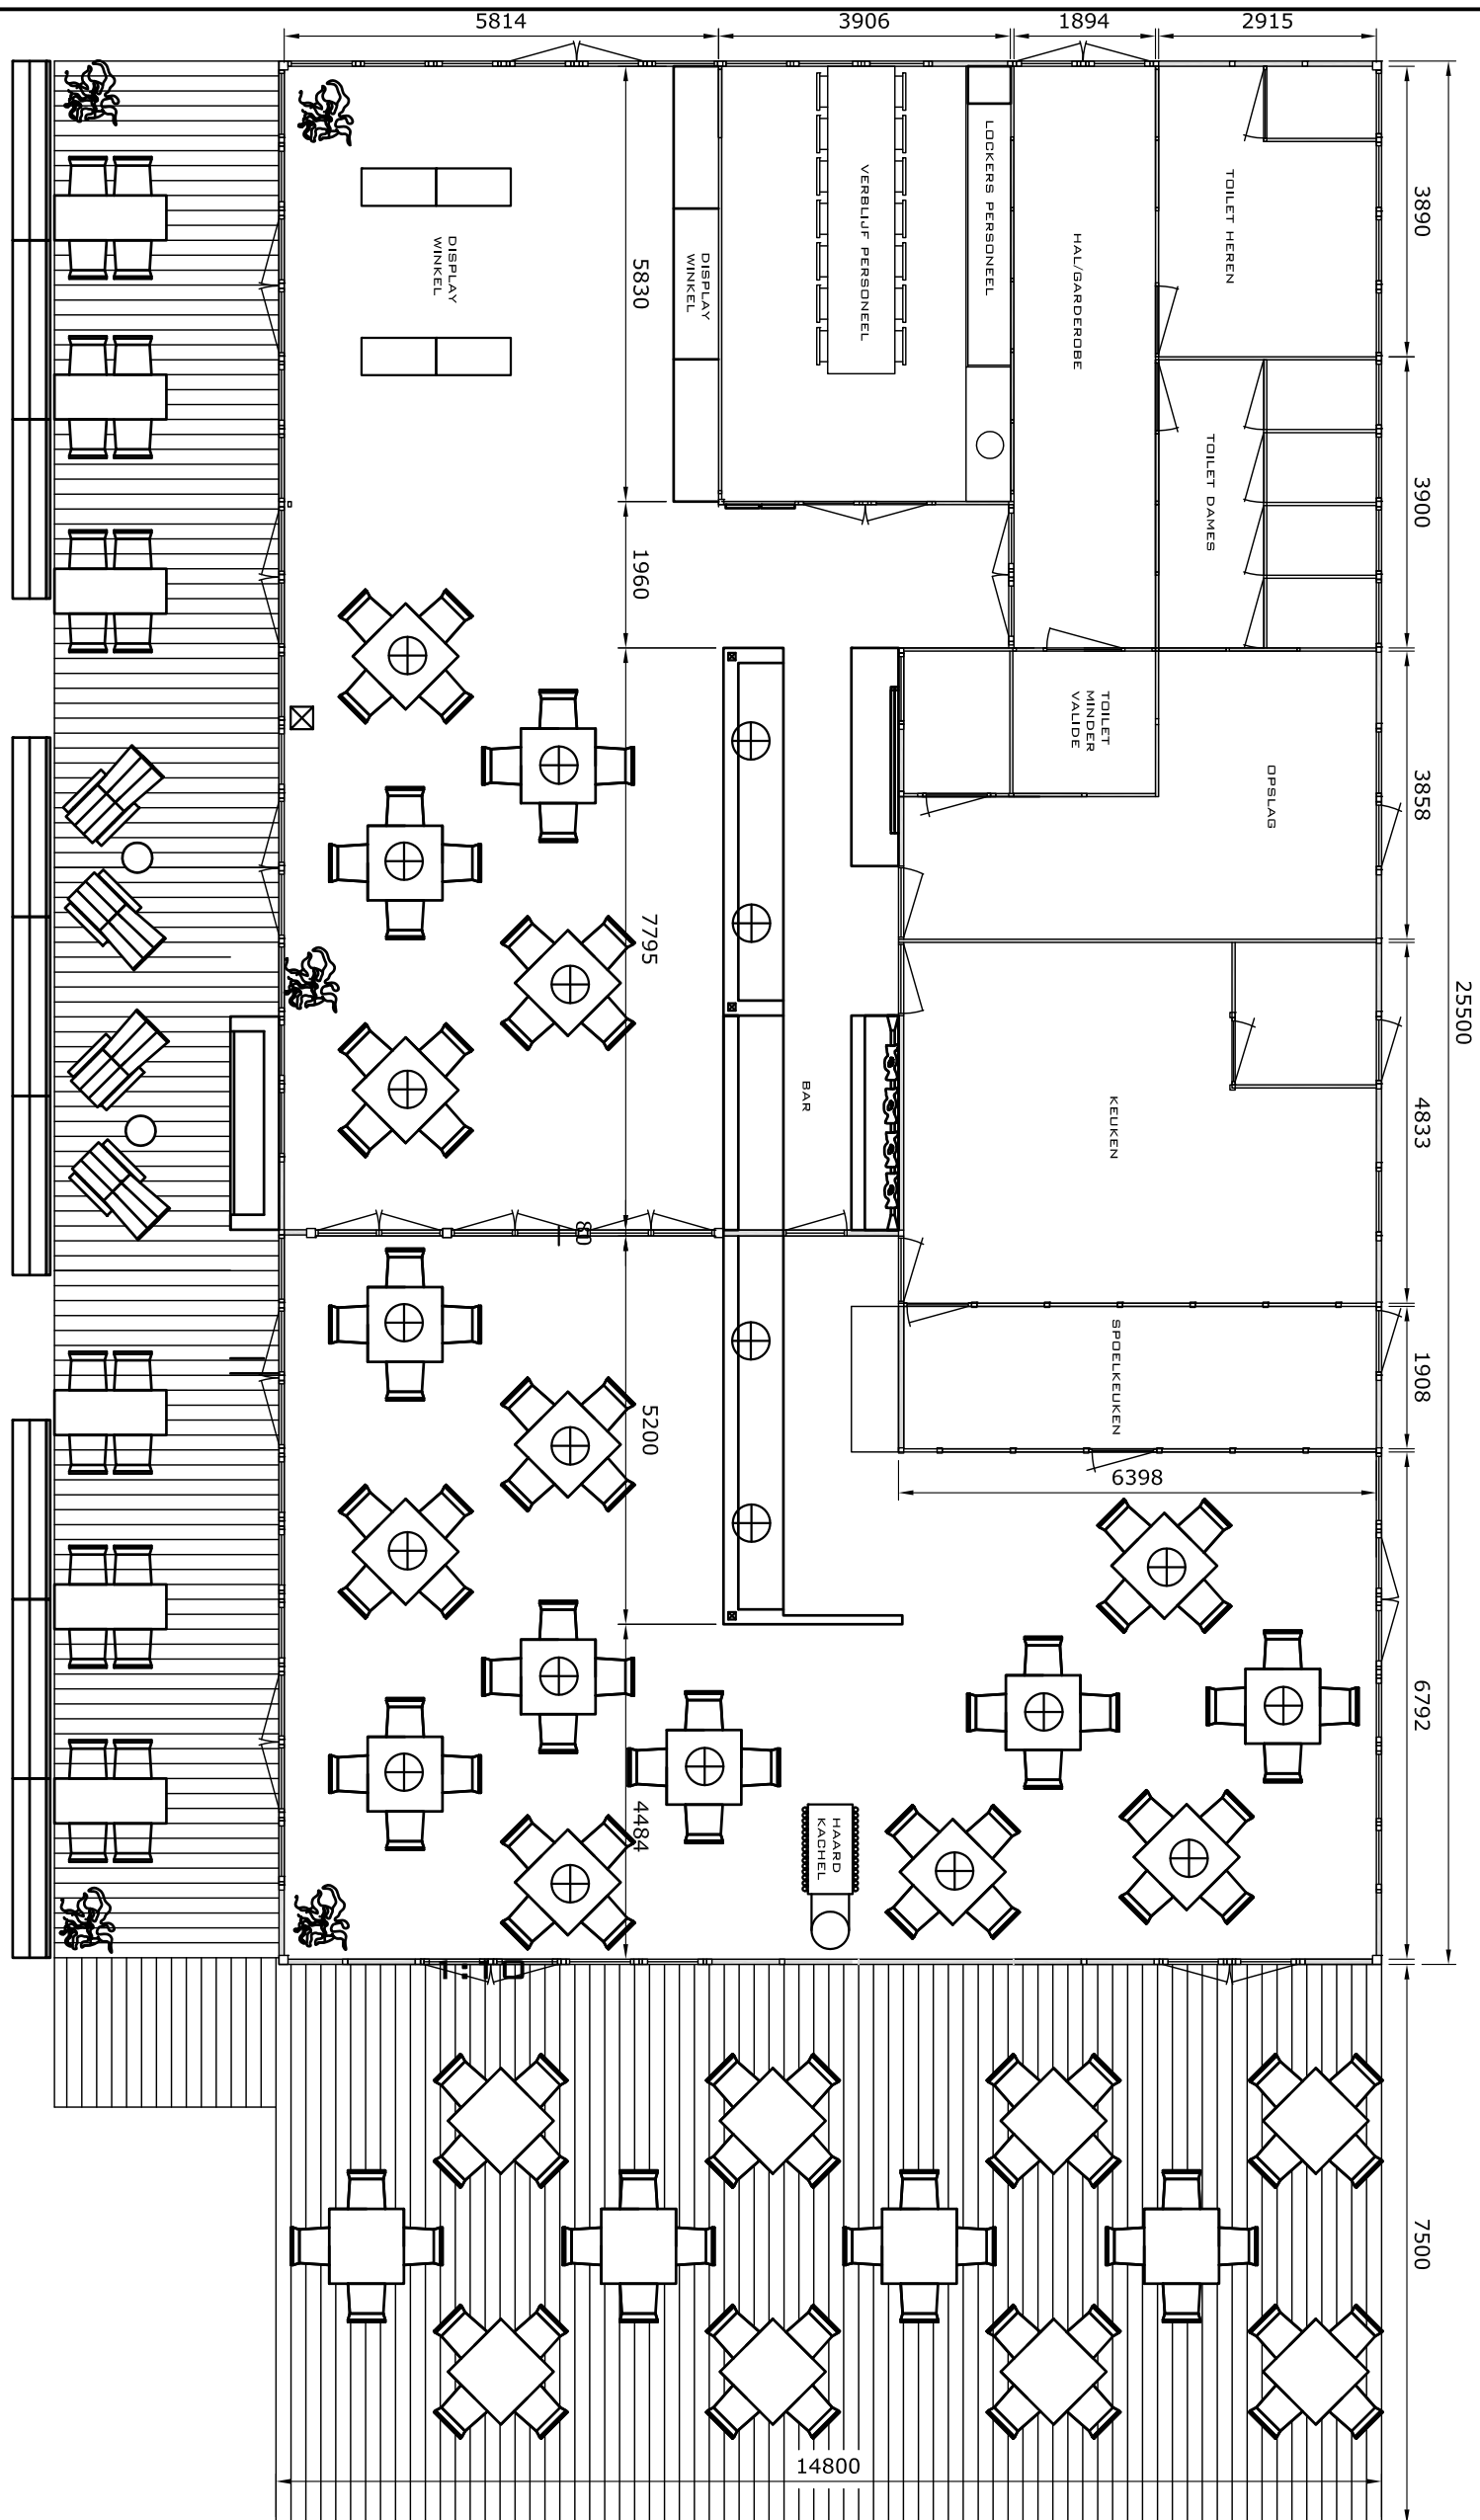 5814
3906
1894
2915
25500
3890
3900
3858
4833
1908
6792
7500
5830
1960
7795
5200
4484
6398
14800
83
DISPLAY
WINKEL
DISPLAY
WINKEL
VERBLIJF PERSONEEL
LOCKERS PERSONEEL
HAL/GARDEROBE
TOILET HEREN
TOILET DAMES
TOILET
MINDER
VALIDE
OPSLAG
BAR
KEUKEN
SPOELKEUKEN
HAARD
KACHEL